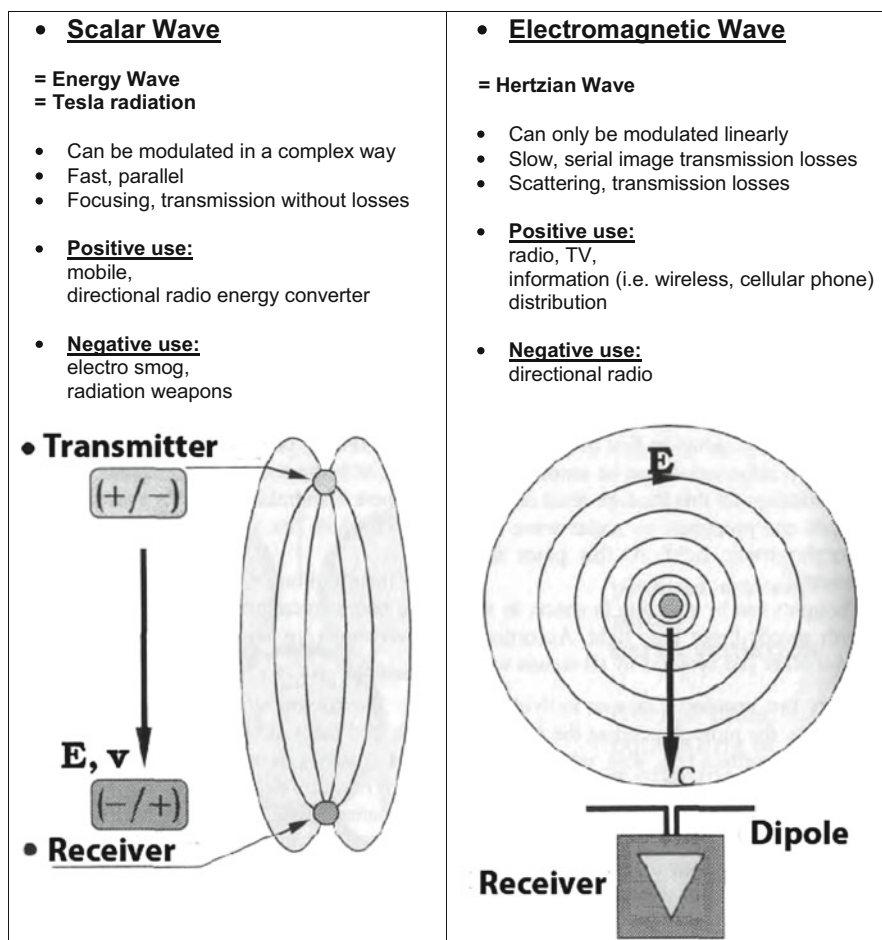 • Scalar Wave
= Energy Wave
= Tesla radiation
• Can be modulated in a complex way
• Fast, parallel
• Focusing, transmission without losses
• Positive use:
mobile,
directional radio energy converter
• Negative use:
electro smog,
radiation weapons
• Transmitter
(+/−)
E, v
(−/+)
• Receiver
• Electromagnetic Wave
= Hertzian Wave
• Can only be modulated linearly
• Slow, serial image transmission losses
• Scattering, transmission losses
• Positive use:
radio, TV,
information (i.e. wireless, cellular phone)
distribution
• Negative use:
directional radio
E
C
Dipole
Receiver